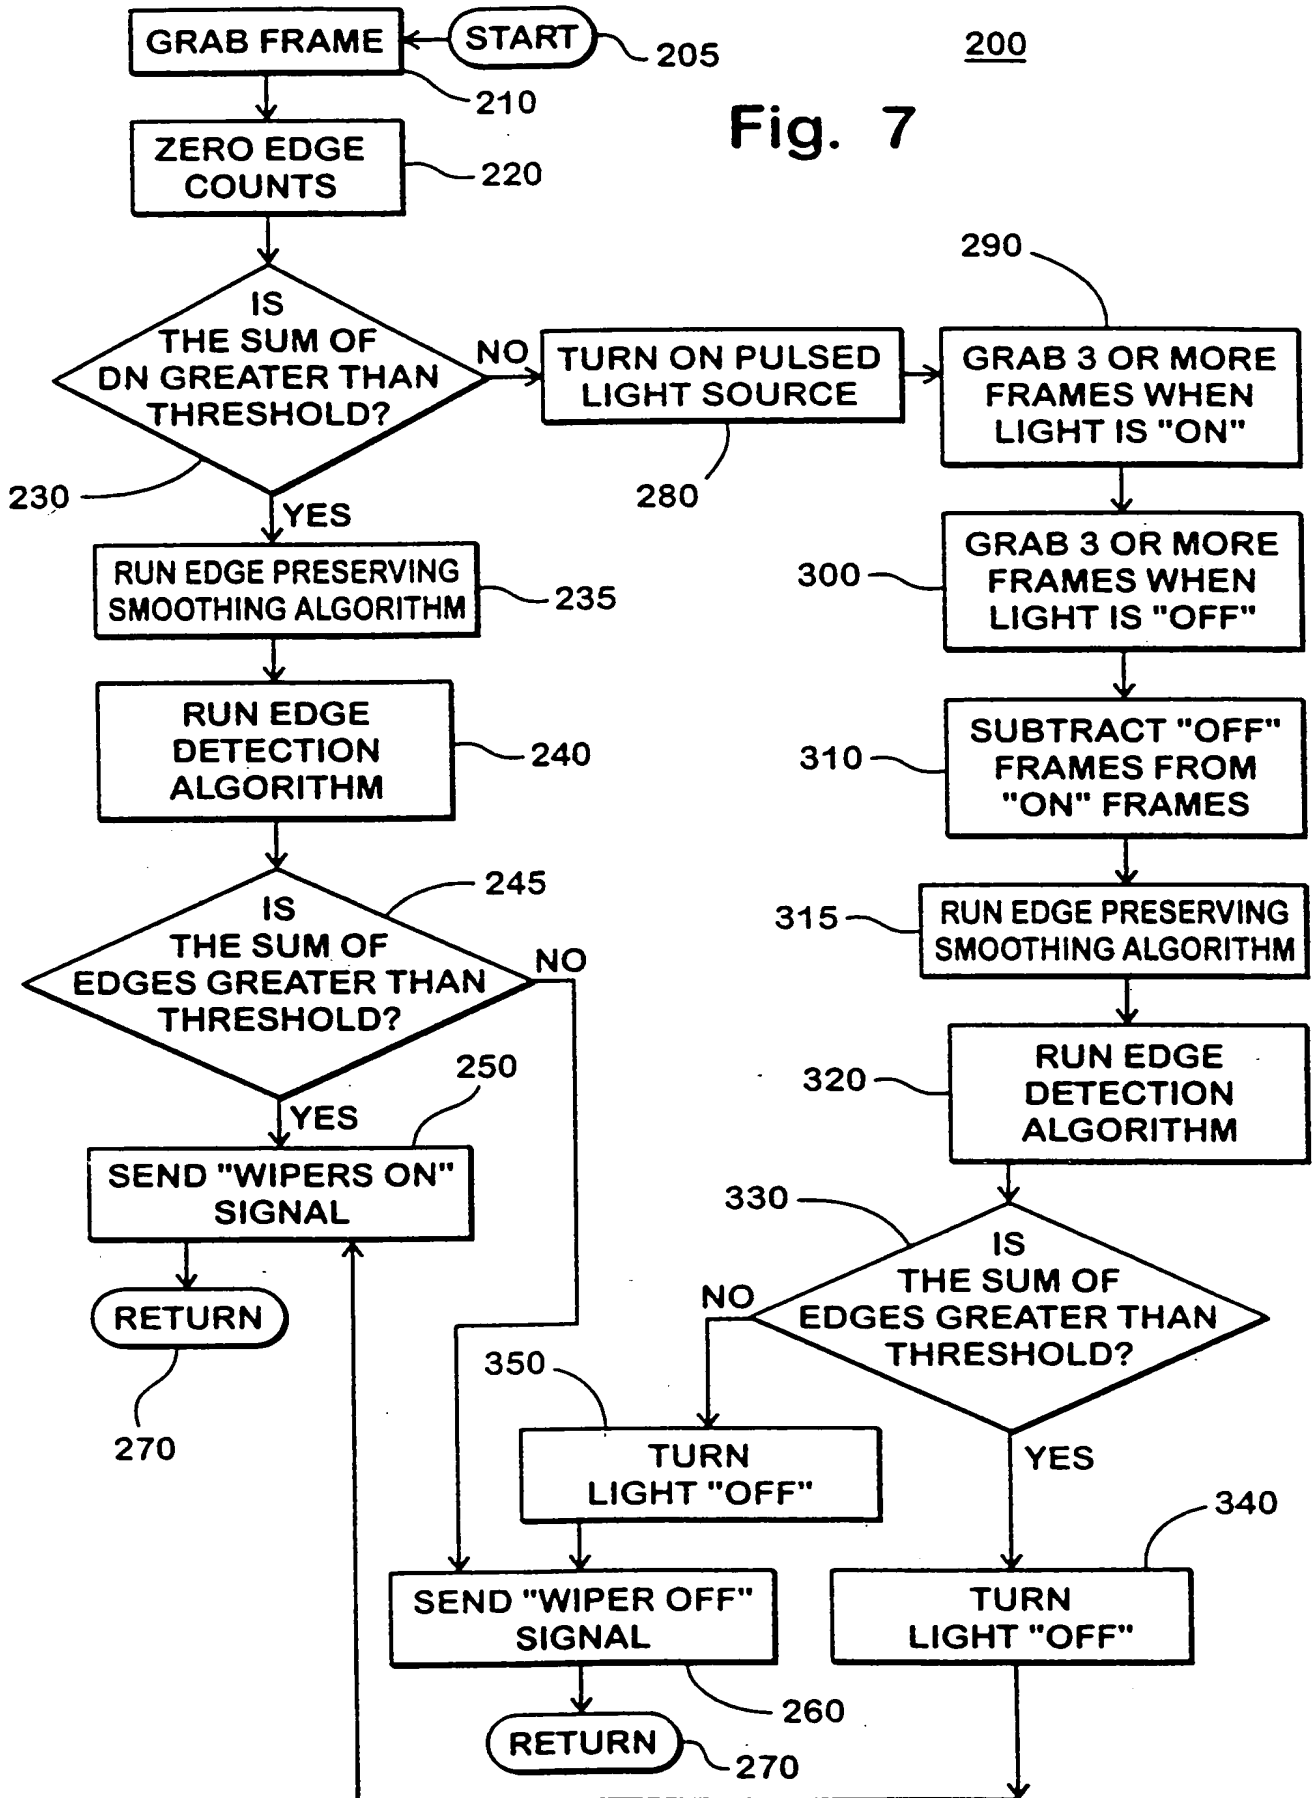 GRAB FRAME
START
205
200
210
Fig. 7
ZERO EDGE
COUNTS
220
IS
THE SUM OF
DN GREATER THAN
THRESHOLD?
230
NO
YES
TURN ON PULSED
LIGHT SOURCE
280
290
GRAB 3 OR MORE
FRAMES WHEN
LIGHT IS "ON"
RUN EDGE PRESERVING
SMOOTHING ALGORITHM
235
300
GRAB 3 OR MORE
FRAMES WHEN
LIGHT IS "OFF"
RUN EDGE
DETECTION
ALGORITHM
240
310
SUBTRACT "OFF"
FRAMES FROM
"ON" FRAMES
245
IS
THE SUM OF
EDGES GREATER THAN
THRESHOLD?
NO
YES
315
RUN EDGE PRESERVING
SMOOTHING ALGORITHM
250
SEND "WIPERS ON"
SIGNAL
320
RUN EDGE
DETECTION
ALGORITHM
RETURN
270
330
IS
THE SUM OF
EDGES GREATER THAN
THRESHOLD?
NO
YES
350
TURN
LIGHT "OFF"
340
TURN
LIGHT "OFF"
SEND "WIPER OFF"
SIGNAL
260
RETURN
270